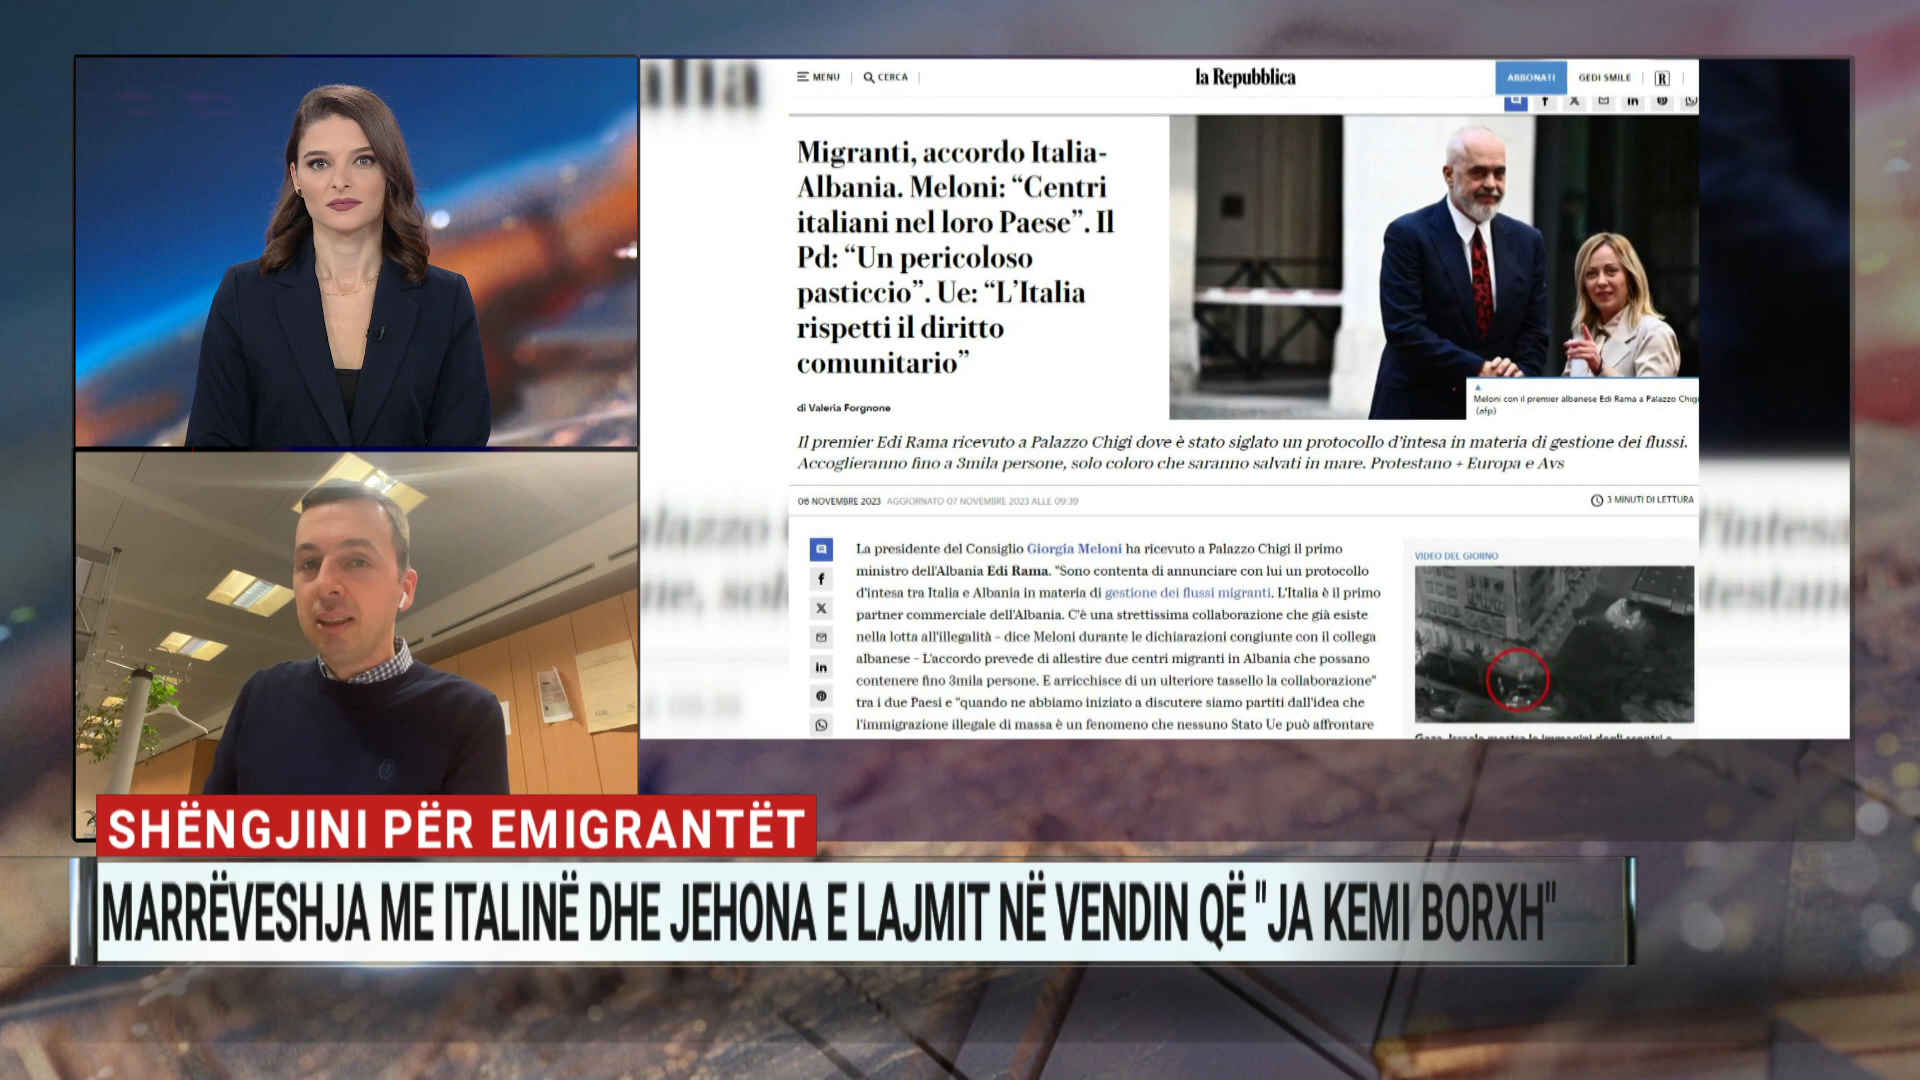 MENU
CERCA
la Repubblica
ABBONATI
GEDI SMILE
R
Migranti, accordo Italia-
Albania. Meloni: “Centri
italiani nel loro Paese”. Il
Pd: “Un pericoloso
pasticcio”. Ue: “L’Italia
rispetti il diritto
comunitario”
di Valeria Forgnone
Meloni con il premier albanese Edi Rama a Palazzo Chigi
(afp)
Il premier Edi Rama ricevuto a Palazzo Chigi dove è stato siglato un protocollo d'intesa in materia di gestione dei flussi.
Accoglieranno fino a 3mila persone, solo coloro che saranno salvati in mare. Protestano + Europa e Avs
06 NOVEMBRE 2023 AGGIORNATO 07 NOVEMBRE 2023 ALLE 09:39
3 MINUTI DI LETTURA
La presidente del Consiglio Giorgia Meloni ha ricevuto a Palazzo Chigi il primo
ministro dell'Albania Edi Rama. "Sono contenta di annunciare con lui un protocollo
d'intesa tra Italia e Albania in materia di gestione dei flussi migranti. L'Italia è il primo
partner commerciale dell'Albania. C'è una strettissima collaborazione che già esiste
nella lotta all'illegalità - dice Meloni durante le dichiarazioni congiunte con il collega
albanese - L'accordo prevede di allestire due centri migranti in Albania che possano
contenere fino 3mila persone. E arricchisce di un ulteriore tassello la collaborazione"
tra i due Paesi e "quando ne abbiamo iniziato a discutere siamo partiti dall'idea che
l'immigrazione illegale di massa è un fenomeno che nessuno Stato Ue può affrontare
VIDEO DEL GIORNO
SHËNGJINI PËR EMIGRANTËT
MARRËVESHJA ME ITALINË DHE JEHONA E LAJMIT NË VENDIN QË "JA KEMI BORXH"